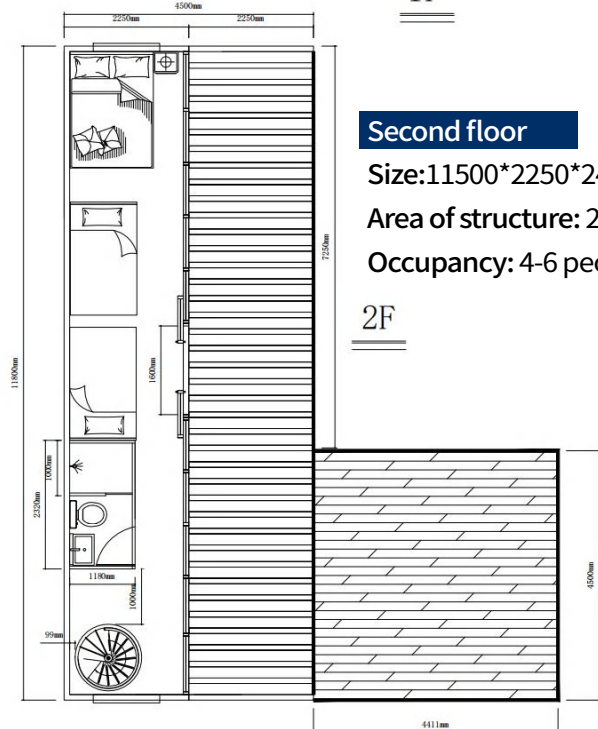 4500mm
2250mm
2250mm
Second floor
Size:11500*2250*24
Area of structure: 2
Occupancy: 4-6
7250mm
2F
11800mm
1600mm
1000mm
2320mm
1180mm
1000mm
99mm
4500mm
4411mm